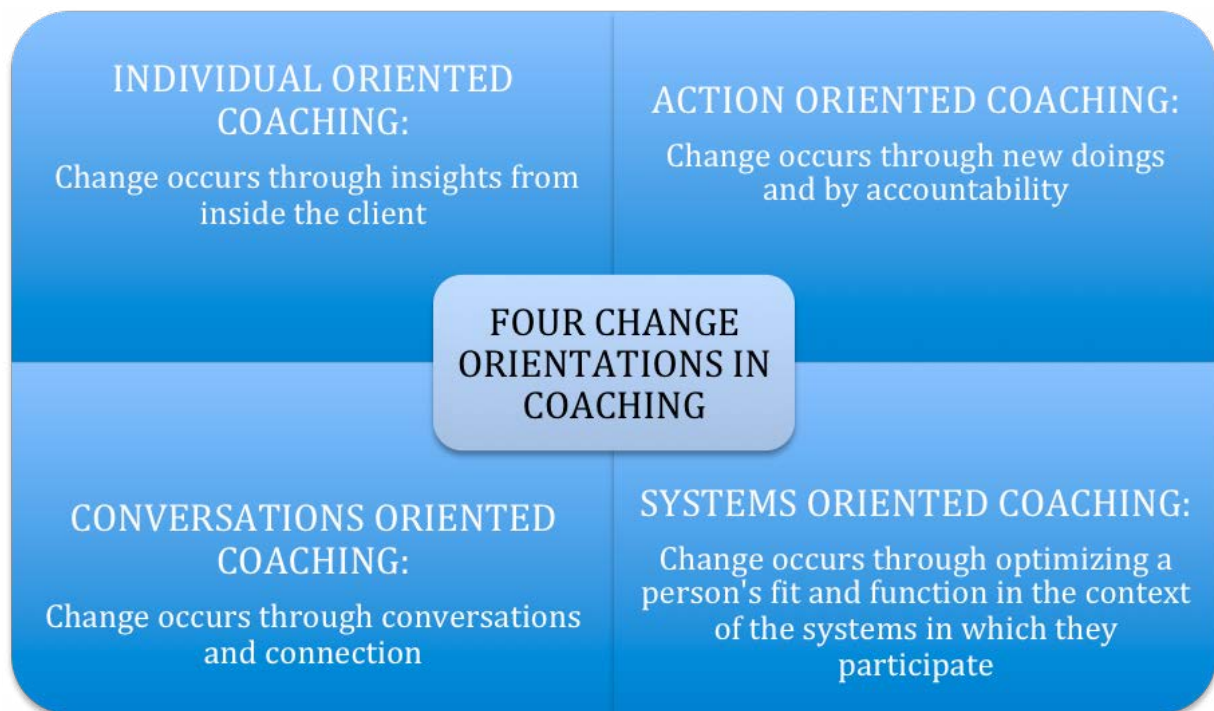 INDIVIDUAL ORIENTED
COACHING:
Change occurs through insights from
inside the client
ACTION ORIENTED COACHING:
Change occurs through new doings
and by accountability
FOUR CHANGE
ORIENTATIONS IN
COACHING
CONVERSATIONS ORIENTED
COACHING:
Change occurs through conversations
and connection
SYSTEMS ORIENTED COACHING:
Change occurs through optimizing a
person's fit and function in the context
of the systems in which they
participate